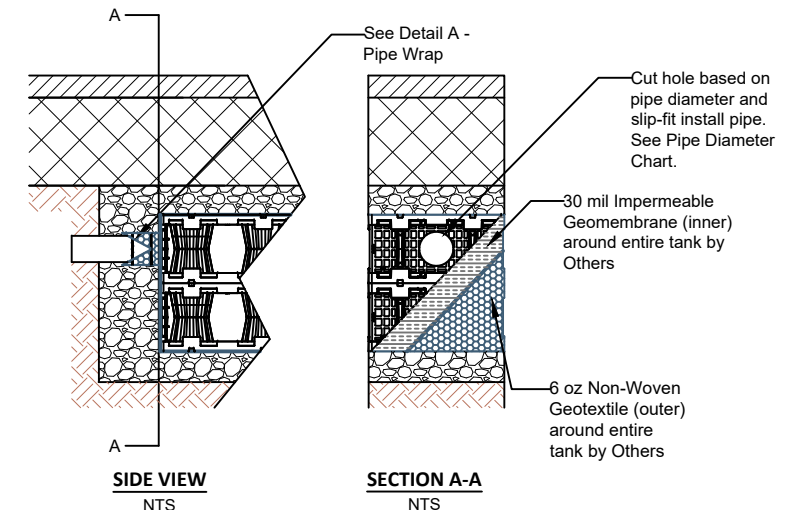 A
See Detail A -
Pipe Wrap
Cut hole based on
pipe diameter and
slip-fit install pipe.
See Pipe Diameter
Chart.
30 mil Impermeable
Geomembrane (inner)
around entire tank by
Others
6 oz Non-Woven
Geotextile (outer)
around entire
tank by Others
A
SIDE VIEW
NTS
SECTION A-A
NTS